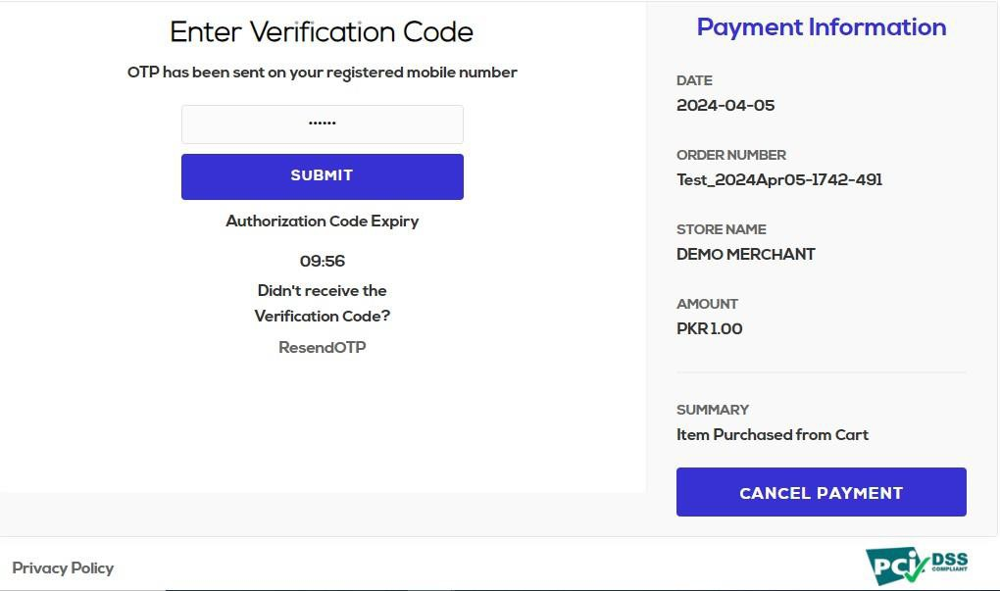 Enter Verification Code
OTP has been sent on your registered mobile number
••••••
SUBMIT
Authorization Code Expiry
09:56
Didn't receive the
Verification Code?
ResendOTP
Payment Information
DATE
2024-04-05
ORDER NUMBER
Test_2024Apr05-1742-491
STORE NAME
DEMO MERCHANT
AMOUNT
PKR 1.00
SUMMARY
Item Purchased from Cart
CANCEL PAYMENT
Privacy Policy
PCI DSS
COMPLIANT